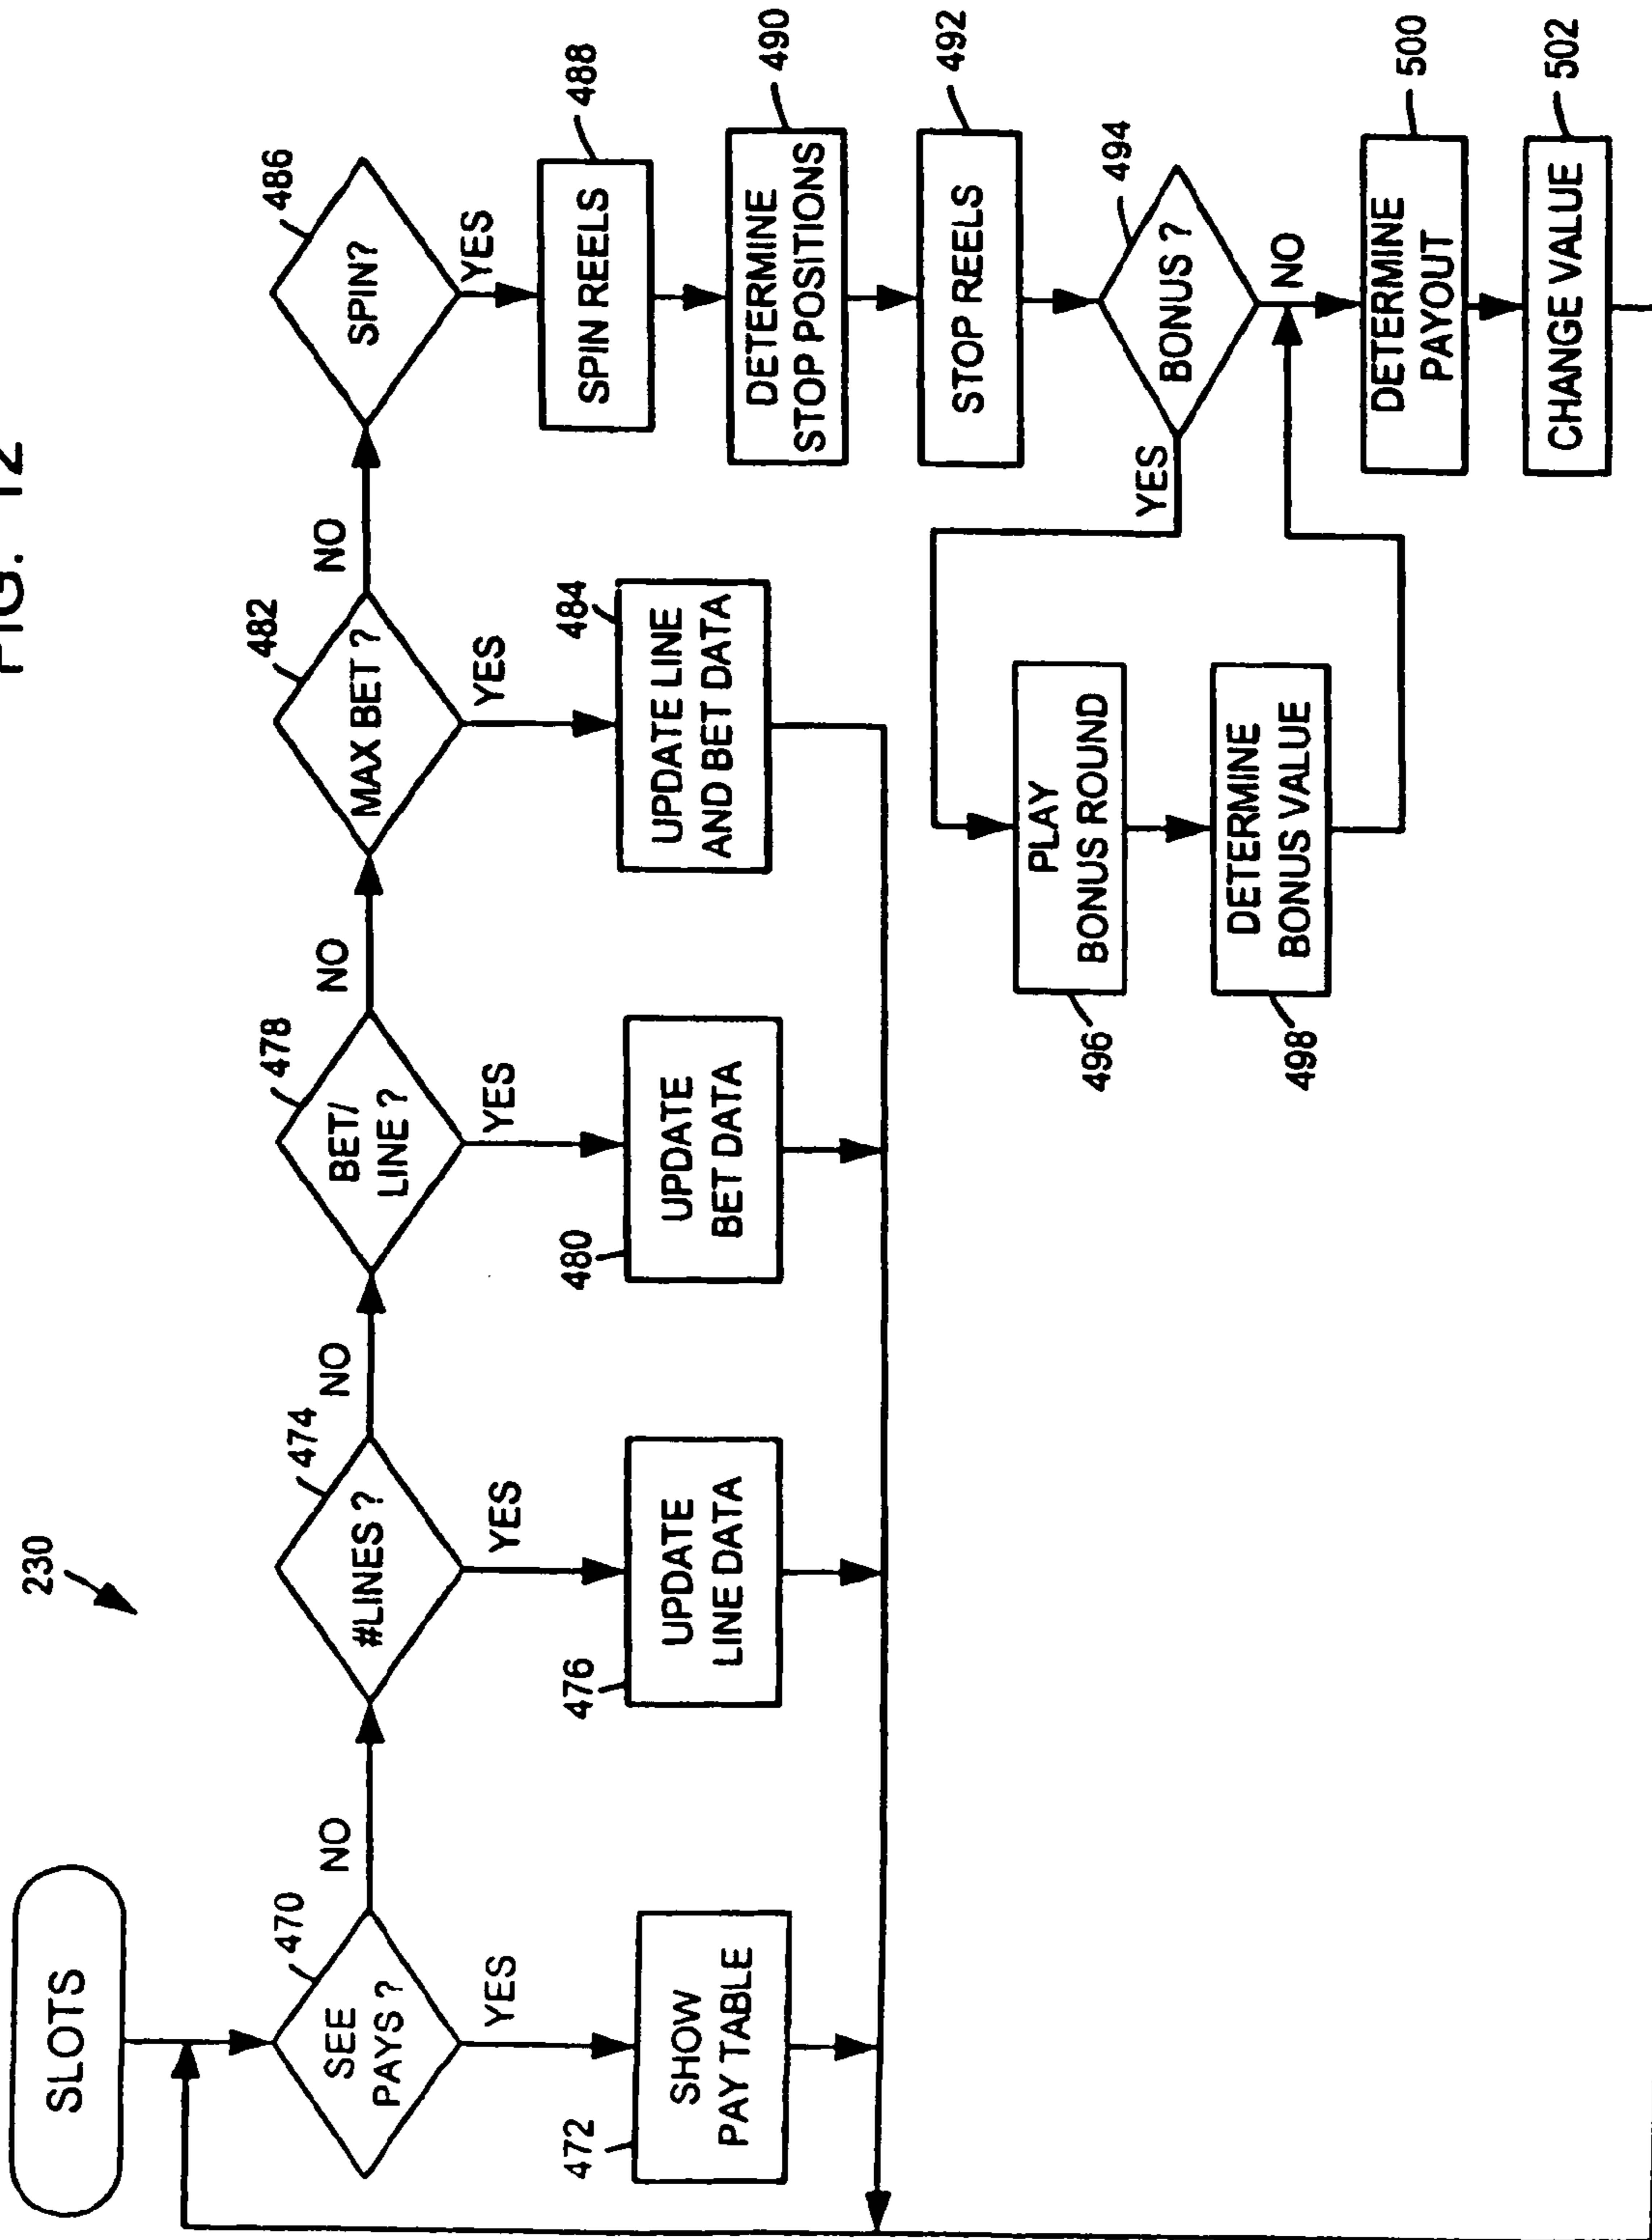 FIG. 12
230
SLOTS
470
SEE
PAYS ?
NO
YES
472
SHOW
PAY TABLE
474
#LINES ?
NO
YES
476
UPDATE
LINE DATA
478
BET/
LINE ?
NO
YES
480
UPDATE
BET DATA
482
MAX BET ?
NO
YES
484
UPDATE LINE
AND BET DATA
486
SPIN?
YES
488
SPIN REELS
490
DETERMINE
STOP POSITIONS
492
STOP REELS
494
BONUS ?
YES
NO
496
PLAY
BONUS ROUND
498
DETERMINE
BONUS VALUE
500
DETERMINE
PAYOUT
502
CHANGE VALUE